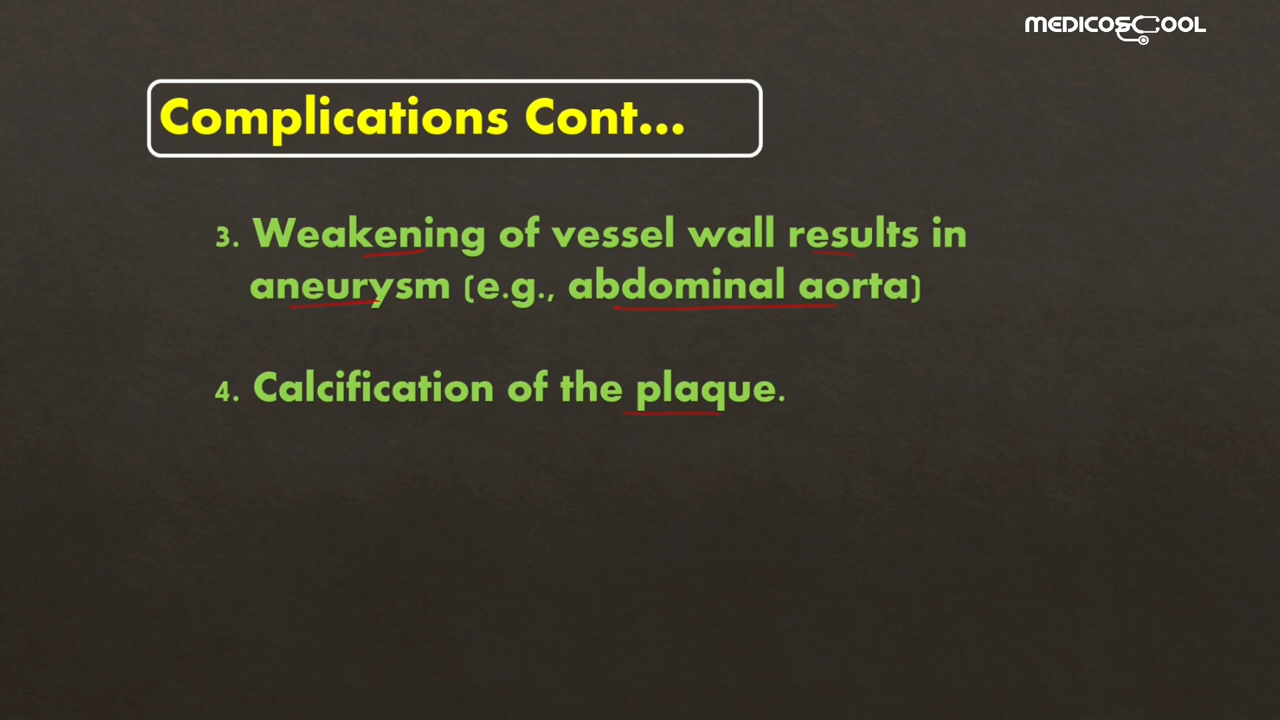 MEDICOSCOOL
Complications Cont...
3. Weakening of vessel wall results in
aneurysm (e.g., abdominal aorta)
4. Calcification of the plaque.